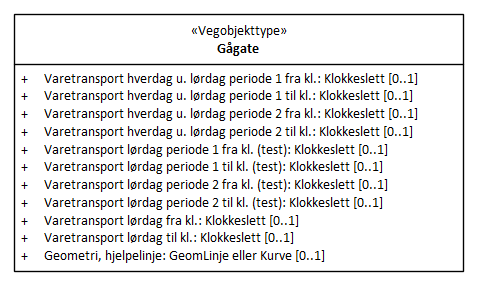 «Vegobjekttype»
Gågate
+ Varetransport hverdag u. lørdag periode 1 fra kl.: Klokkeslett [0..1]
+ Varetransport hverdag u. lørdag periode 1 til kl.: Klokkeslett [0..1]
+ Varetransport hverdag u. lørdag periode 2 fra kl.: Klokkeslett [0..1]
+ Varetransport hverdag u. lørdag periode 2 til kl.: Klokkeslett [0..1]
+ Varetransport lørdag periode 1 fra kl. (test): Klokkeslett [0..1]
+ Varetransport lørdag periode 1 til kl. (test): Klokkeslett [0..1]
+ Varetransport lørdag periode 2 fra kl. (test): Klokkeslett [0..1]
+ Varetransport lørdag periode 2 til kl. (test): Klokkeslett [0..1]
+ Varetransport lørdag fra kl.: Klokkeslett [0..1]
+ Varetransport lørdag til kl.: Klokkeslett [0..1]
+ Geometri, hjelpelinje: GeomLinje eller Kurve [0..1]